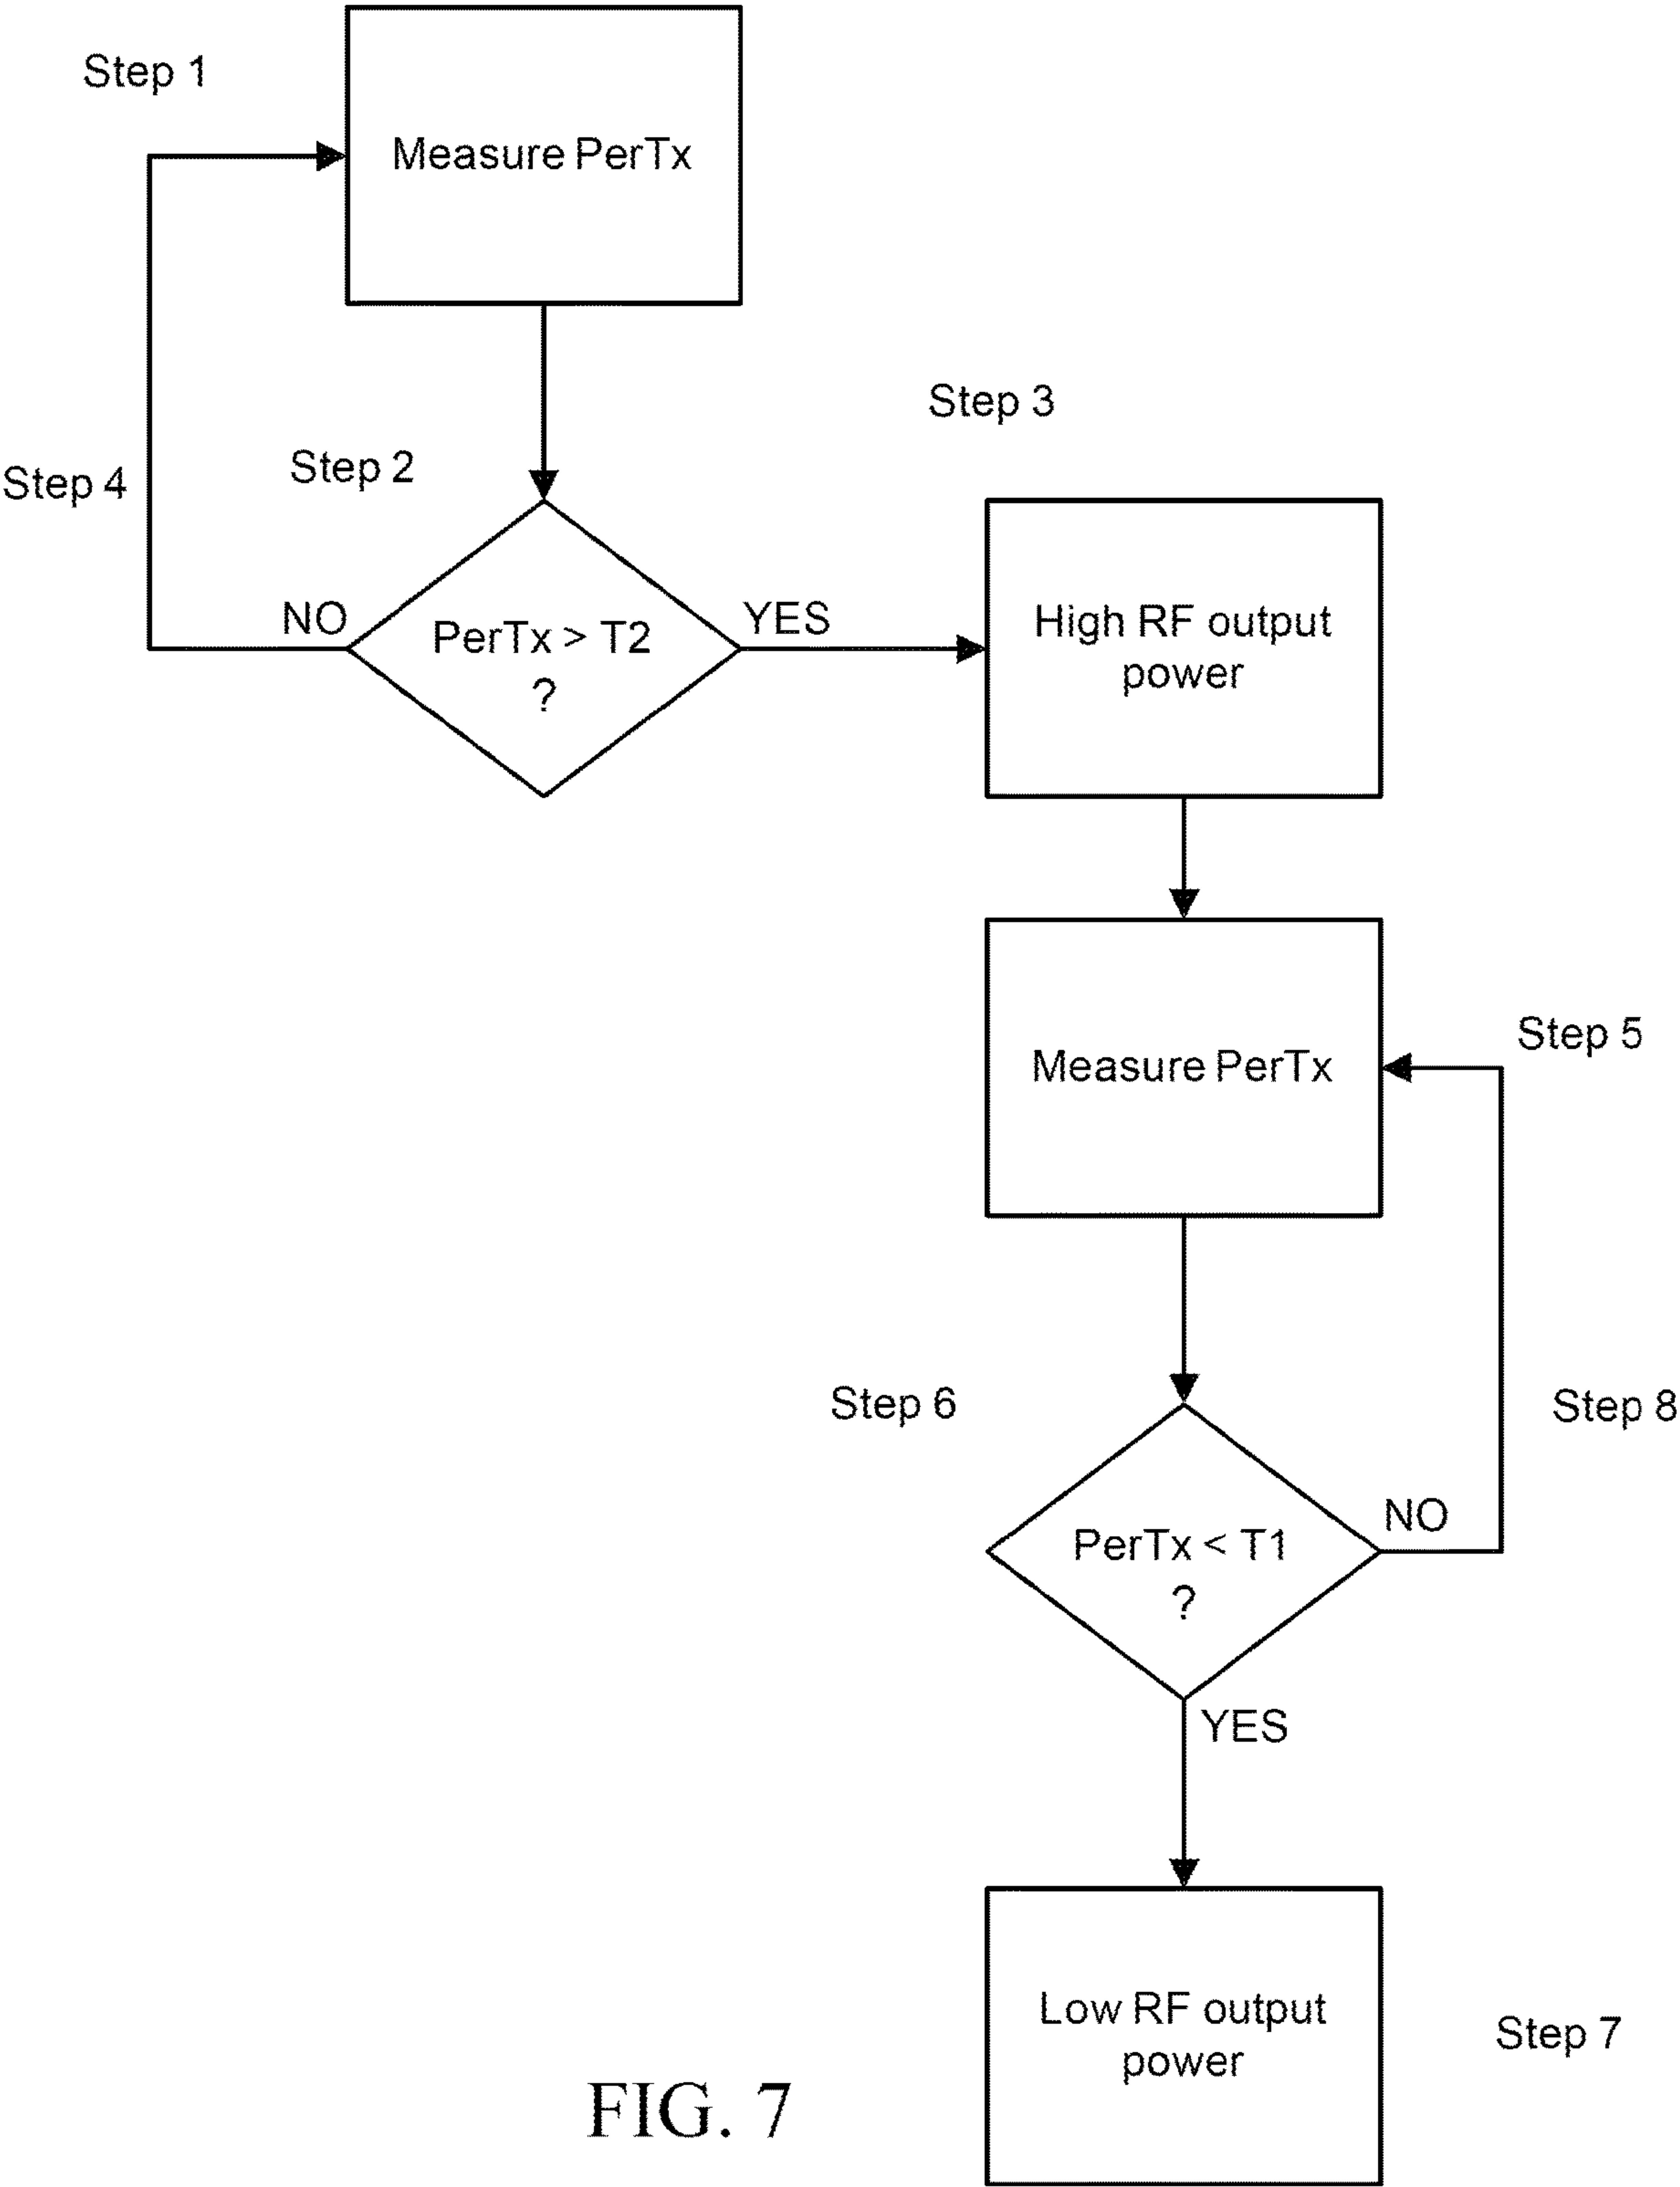 Step 1
Measure PerTx
Step 3
Step 2
Step 4
NO
YES
PerTx > T2
?
High RF output
power
Step 5
Measure PerTx
Step 6
Step 8
NO
PerTx < T1
?
YES
Low RF output
power
Step 7
FIG. 7